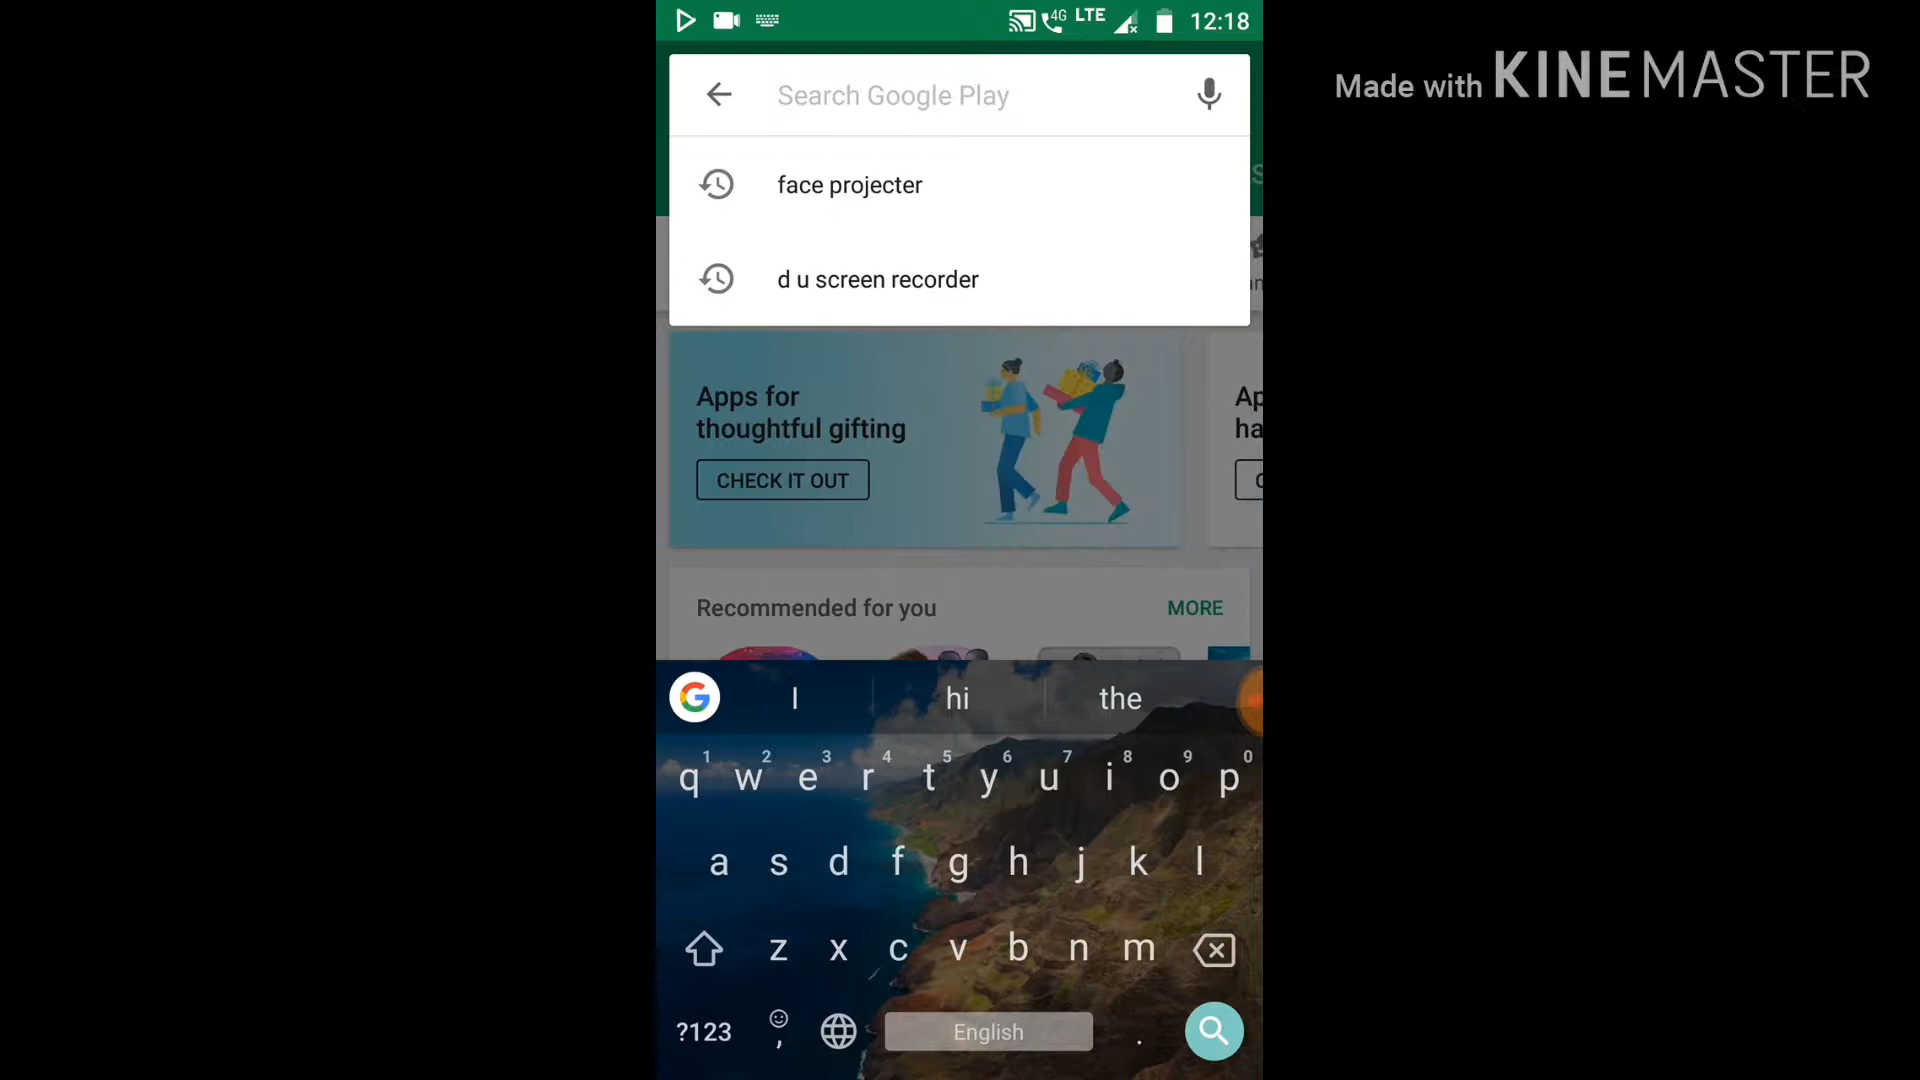 4G LTE 12:18
Made with KINEMASTER
Search Google Play
face projecter
d u screen recorder
Apps for
thoughtful gifting
CHECK IT OUT
Ap
ha
Recommended for you MORE
I hi the
1 2 3 4 5 6 7 8 9 0
q w e r t y u i o p
a s d f g h j k l
z x c v b n m
?123 , English .